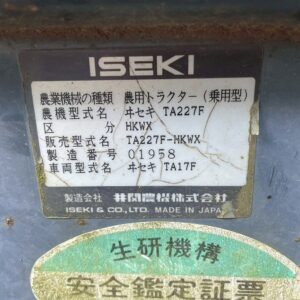 ISEKI
農業機械の種類 農用トラクター(乗用型)
農機型式名 ヰセキ TA227F
区分 HKWX
販売型式名 TA227F-HKWX
製造番号 01958
車両型式名 ヰセキ TA17F
製造会社 井関農機株式会社
ISEKI & CO.,LTD. MADE IN JAPAN
生研機構
安全鑑定証票